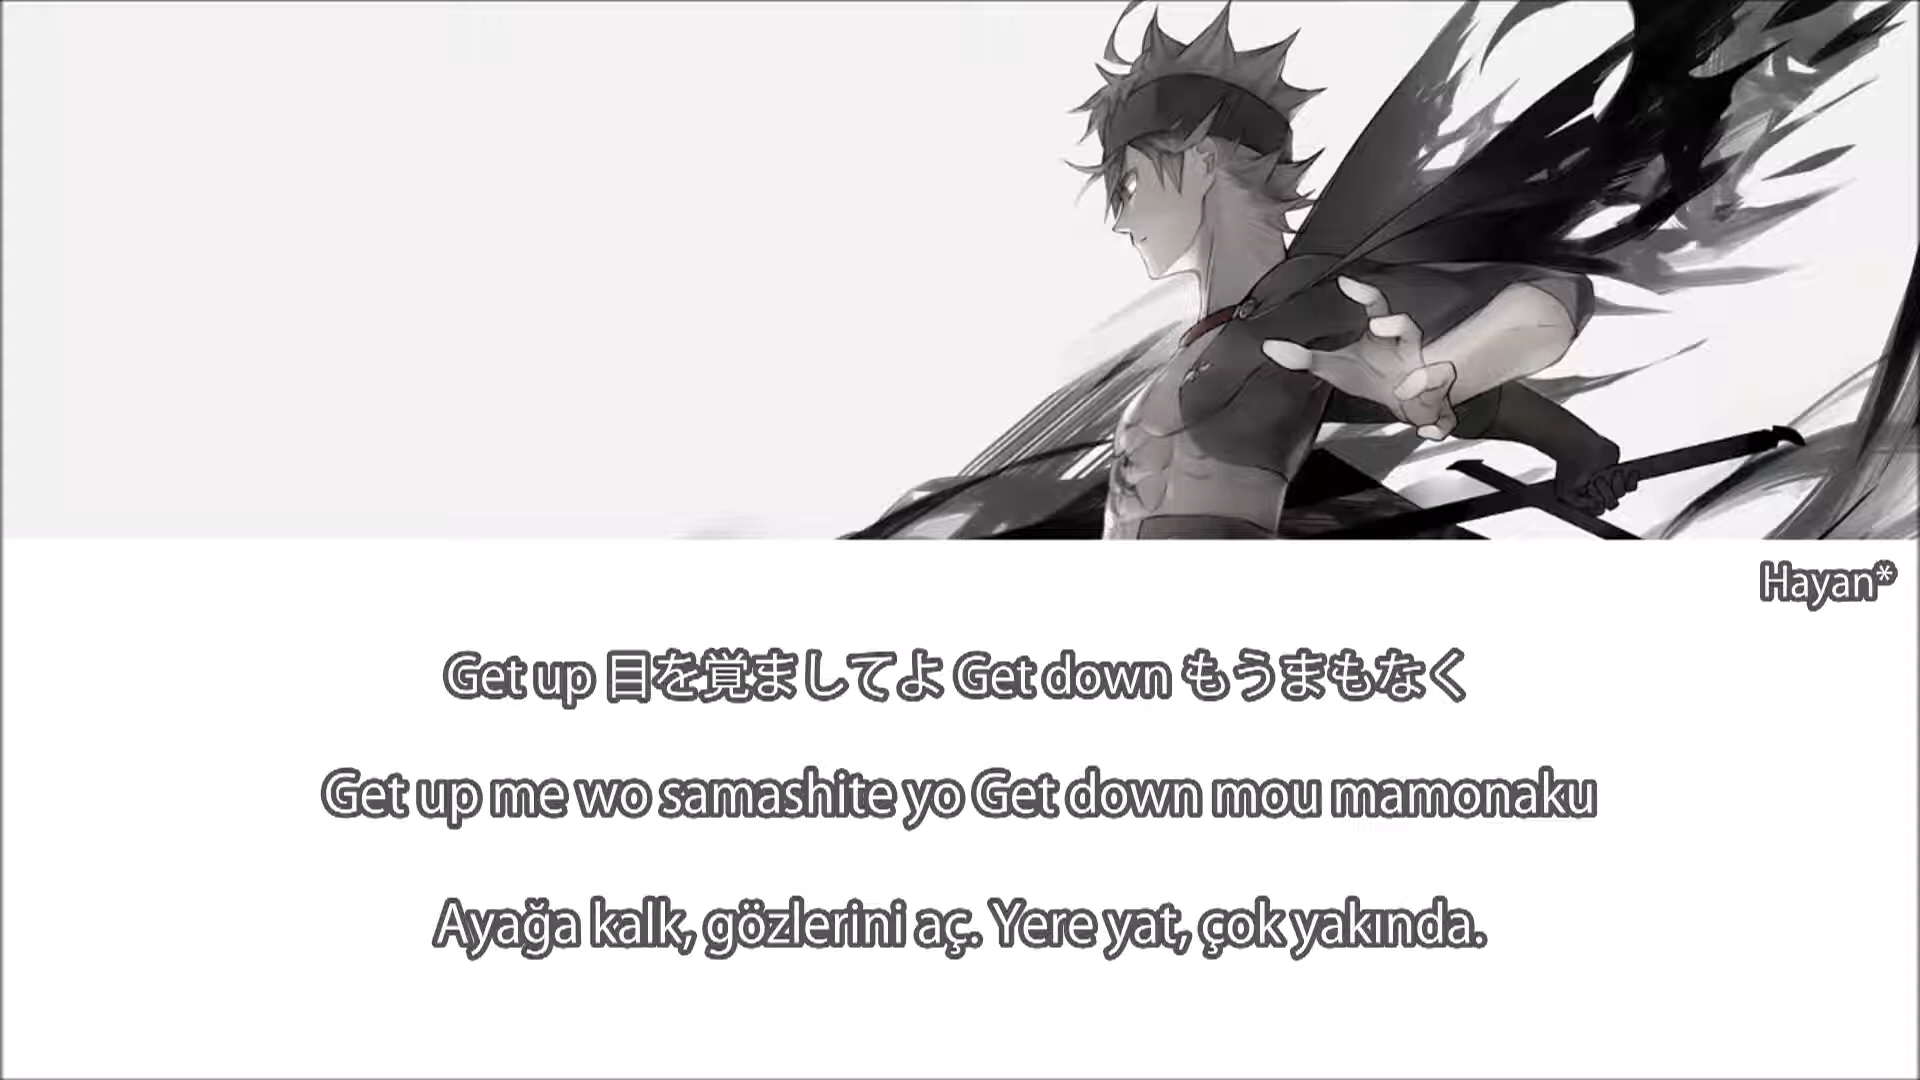 Hayan*
Get up 目を覚ましてよ Get down もうまもなく
Get up me wo samashite yo Get down mou mamonaku
Ayağa kalk, gözlerini aç. Yere yat, çok yakında.